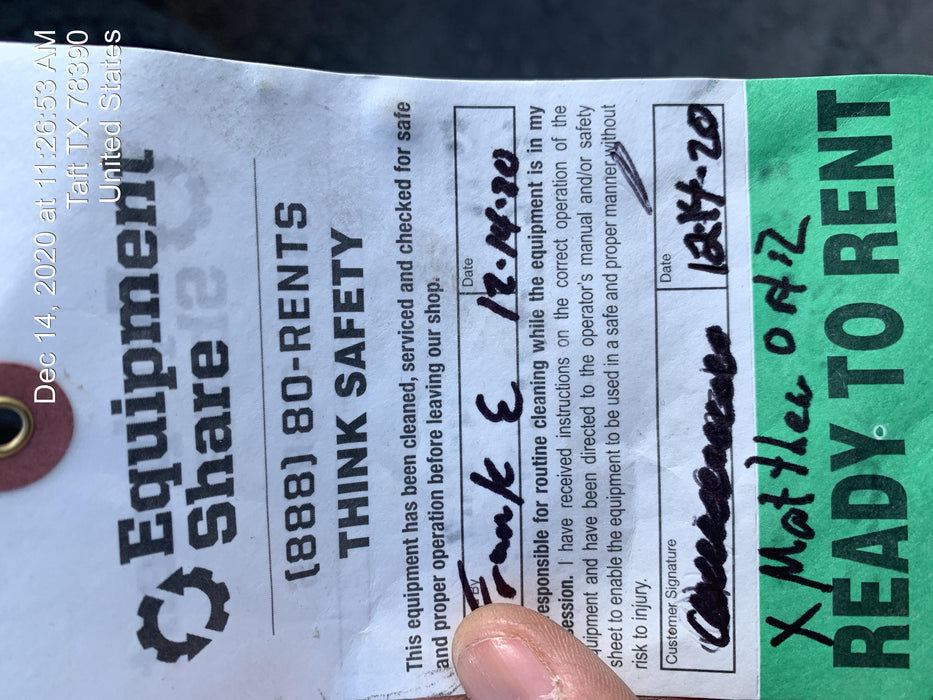 Dec 14, 2020 at 11:26:53 AM
Taft TX 78390
United States
Equipment
Share
(888) 80-RENTS
THINK SAFETY
This equipment has been cleaned, serviced and checked for safe
and proper operation before leaving our shop.
By
Date
Frank E
12.14.20
esponsible for routine cleaning while the equipment is in my
ession. I have received instructions on the correct operation of the
uipment and have been directed to the operator's manual and/or safety
sheet to enable the equipment to be used in a safe and proper manner without
risk to injury.
Customer Signature
Date
12-14-20
X Matthew
READY TO RENT